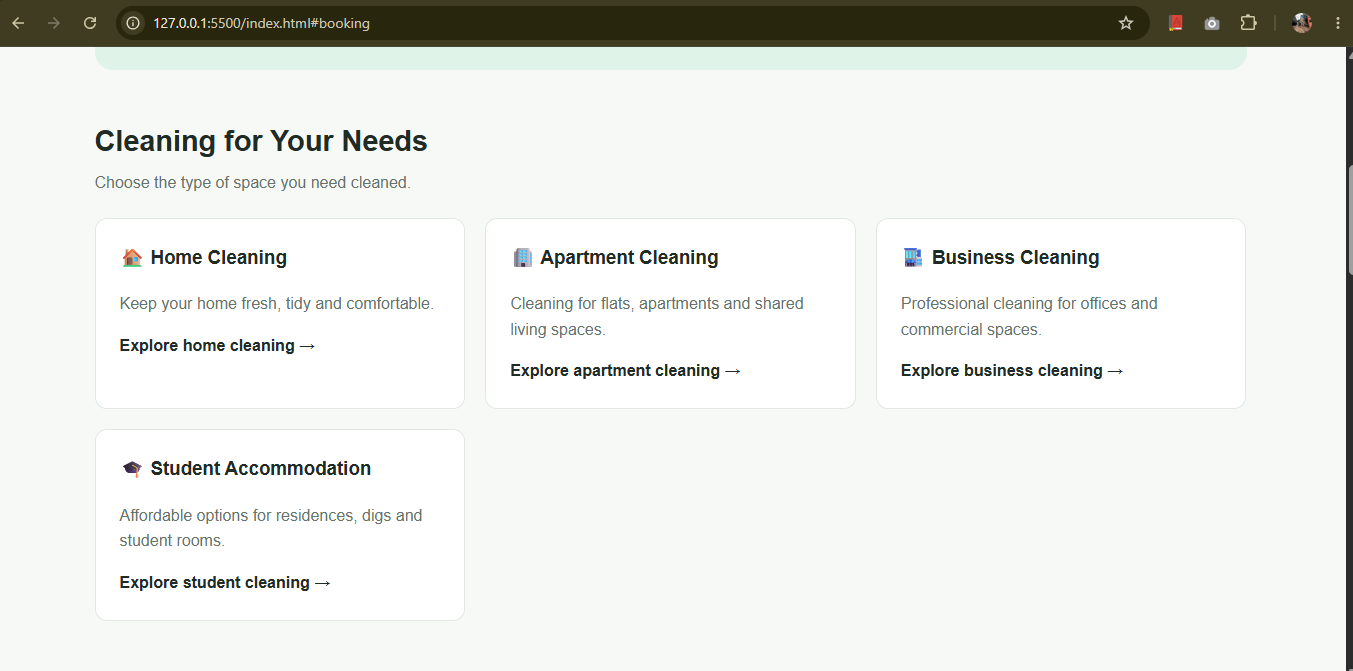 127.0.0.1:5500/index.html#booking
Cleaning for Your Needs
Choose the type of space you need cleaned.
Home Cleaning
Keep your home fresh, tidy and comfortable.
Explore home cleaning →
Apartment Cleaning
Cleaning for flats, apartments and shared
living spaces.
Explore apartment cleaning →
Business Cleaning
Professional cleaning for offices and
commercial spaces.
Explore business cleaning →
Student Accommodation
Affordable options for residences, digs and
student rooms.
Explore student cleaning →